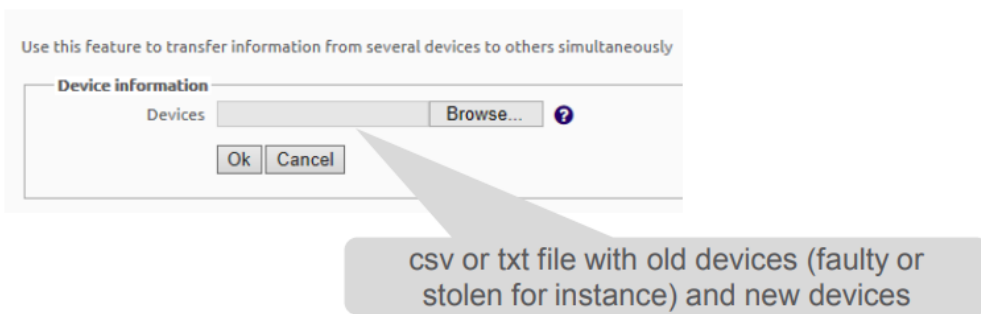 Use this feature to transfer information from several devices to others simultaneously
Device information
Devices Browse... ?
Ok Cancel
csv or txt file with old devices (faulty or
stolen for instance) and new devices